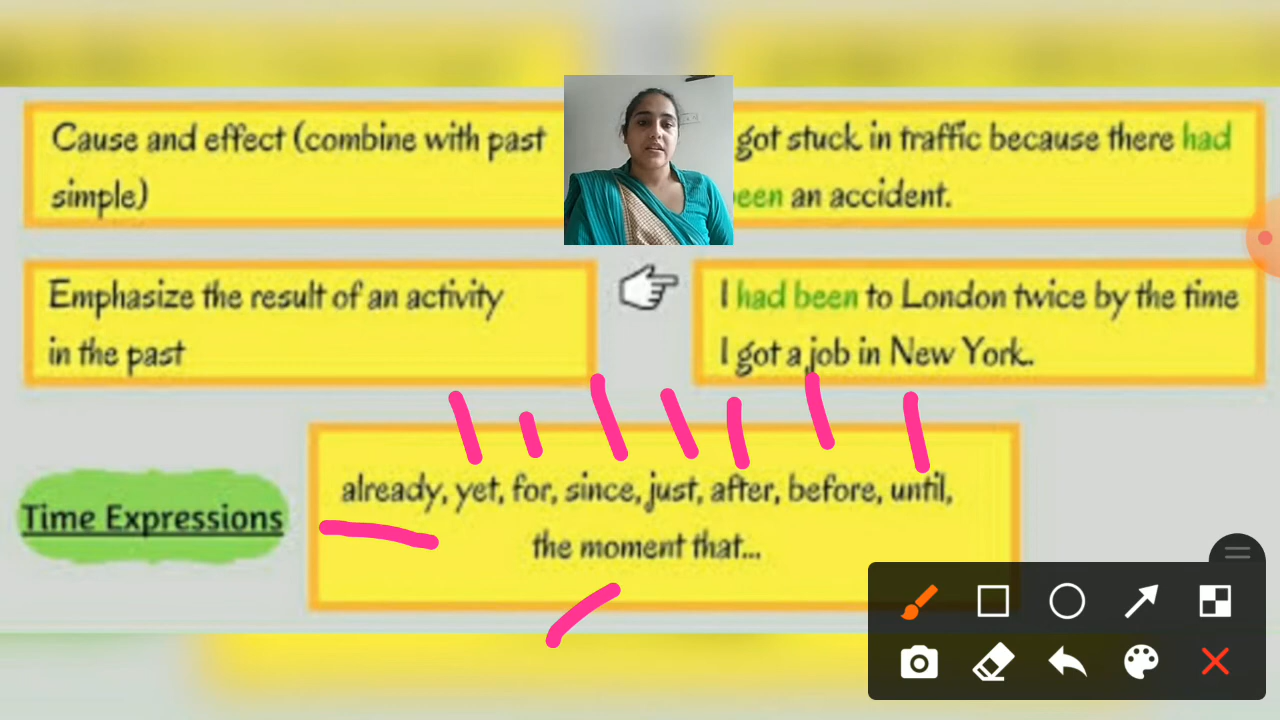 Cause and effect (combine with past
simple)
got stuck in traffic because there had
been an accident.
Emphasize the result of an activity
in the past
I had been to London twice by the time
I got a job in New York.
Time Expressions
already, yet, for, since, just, after, before, until,
the moment that...